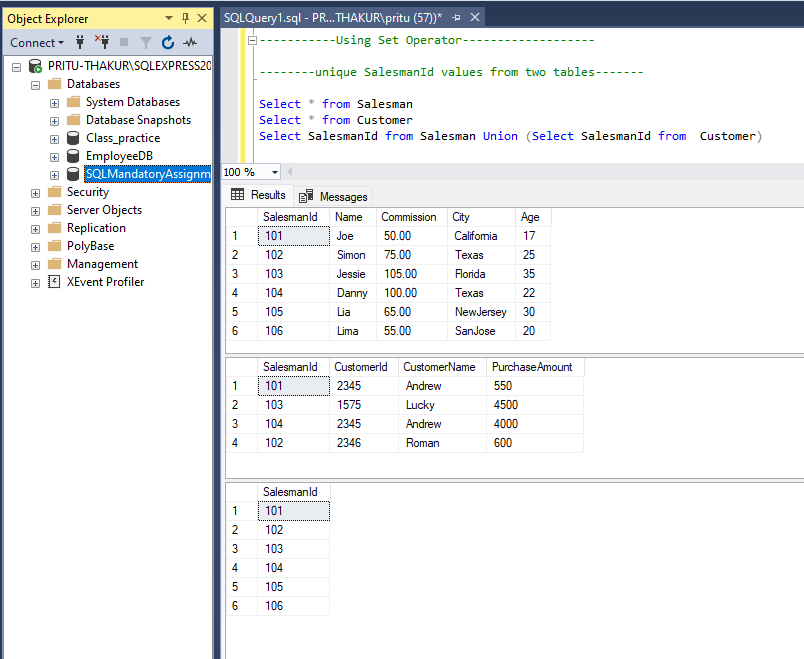 Object Explorer
Connect
PRITU-THAKUR\SQLEXPRESS20
Databases
System Databases
Database Snapshots
Class_practice
EmployeeDB
SQLMandatoryAssignm
Security
Server Objects
Replication
PolyBase
Management
XEvent Profiler
SQLQuery1.sql - PR...THAKUR\pritu (57))*
-----------Using Set Operator-------------------
--------unique SalesmanId values from two tables-------
Select * from Salesman
Select * from Customer
Select SalesmanId from Salesman Union (Select SalesmanId from  Customer)
100 %
Results Messages
SalesmanId Name Commission City Age
1 101 Joe 50.00 California 17
2 102 Simon 75.00 Texas 25
3 103 Jessie 105.00 Florida 35
4 104 Danny 100.00 Texas 22
5 105 Lia 65.00 NewJersey 30
6 106 Lima 55.00 SanJose 20
SalesmanId CustomerId CustomerName PurchaseAmount
1 101 2345 Andrew 550
2 103 1575 Lucky 4500
3 104 2345 Andrew 4000
4 102 2346 Roman 600
SalesmanId
1 101
2 102
3 103
4 104
5 105
6 106